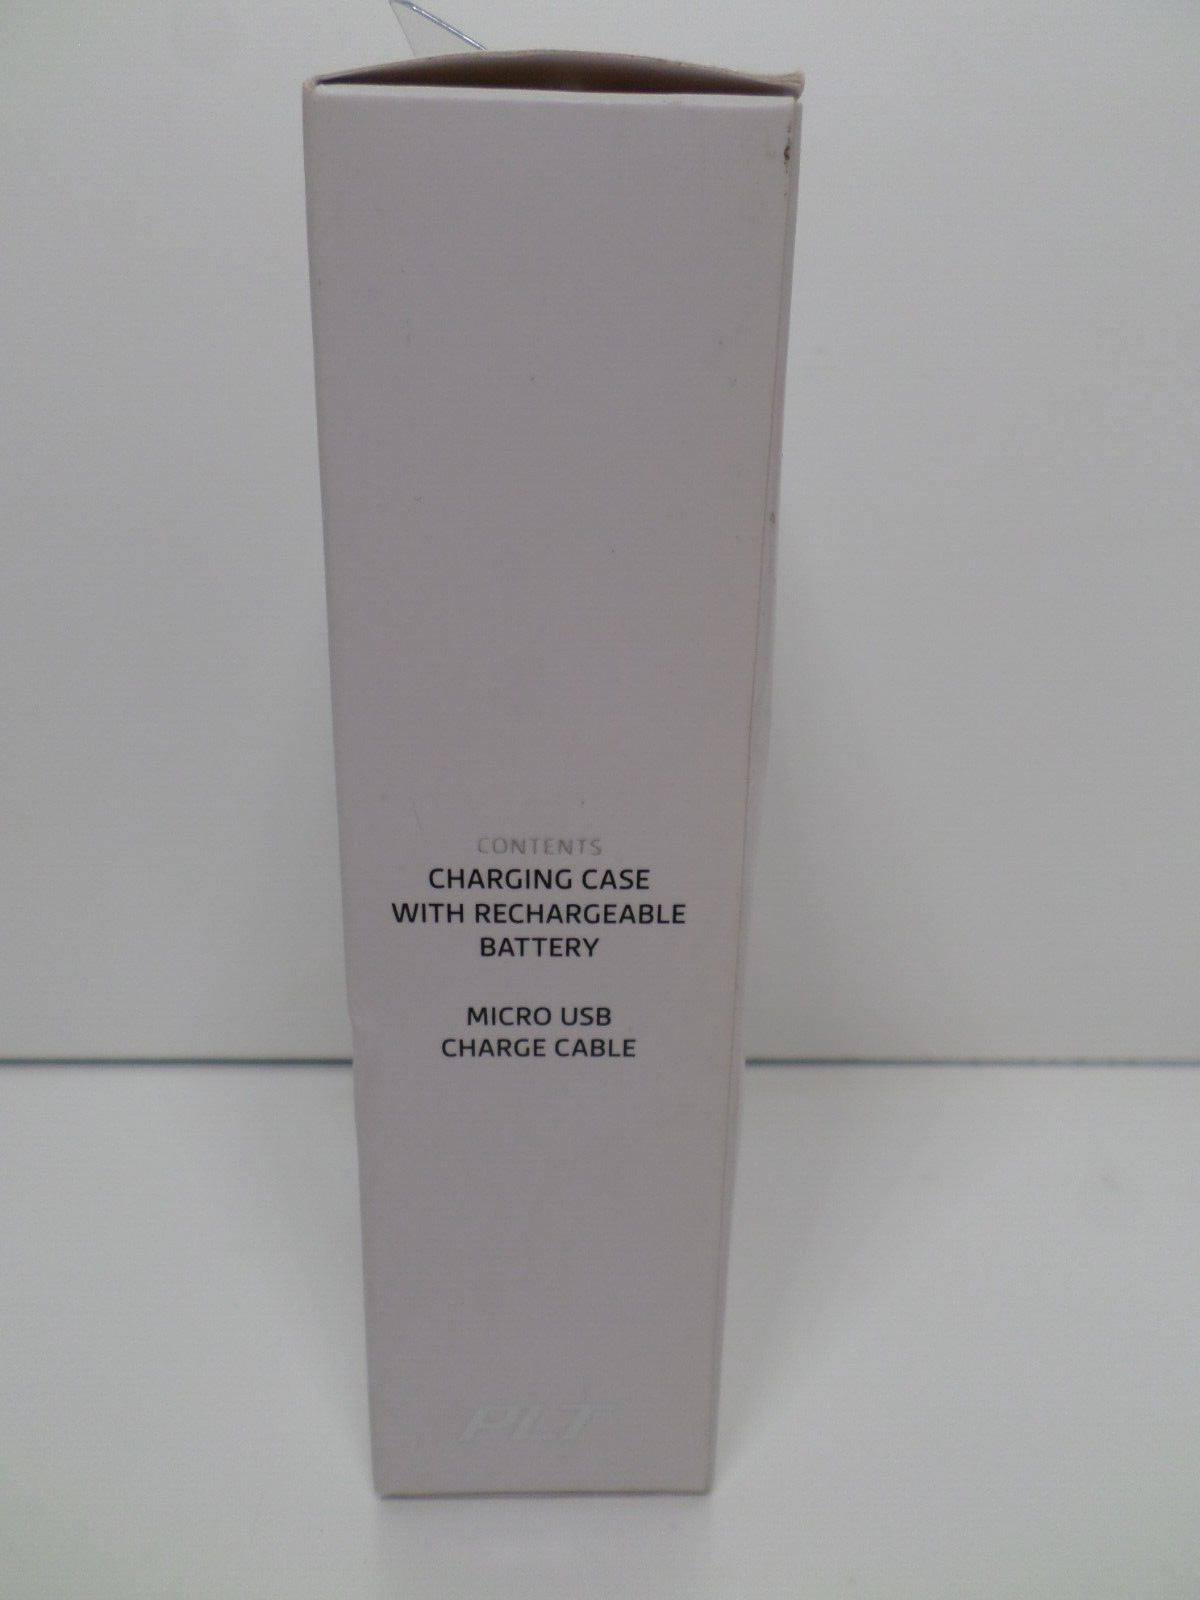 CONTENTS
CHARGING CASE
WITH RECHARGEABLE
BATTERY
MICRO USB
CHARGE CABLE
PLT